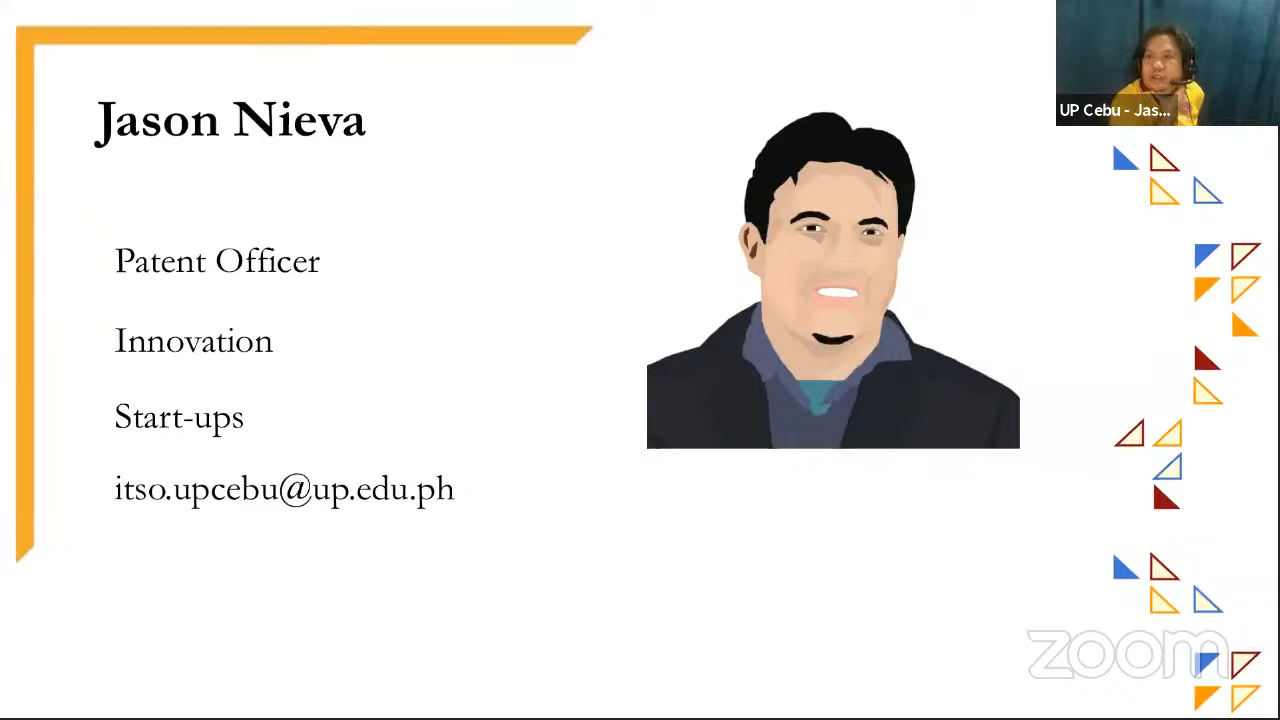 Jason Nieva
UP Cebu - Jas...
Patent Officer
Innovation
Start-ups
itso.upcebu@up.edu.ph
zoom